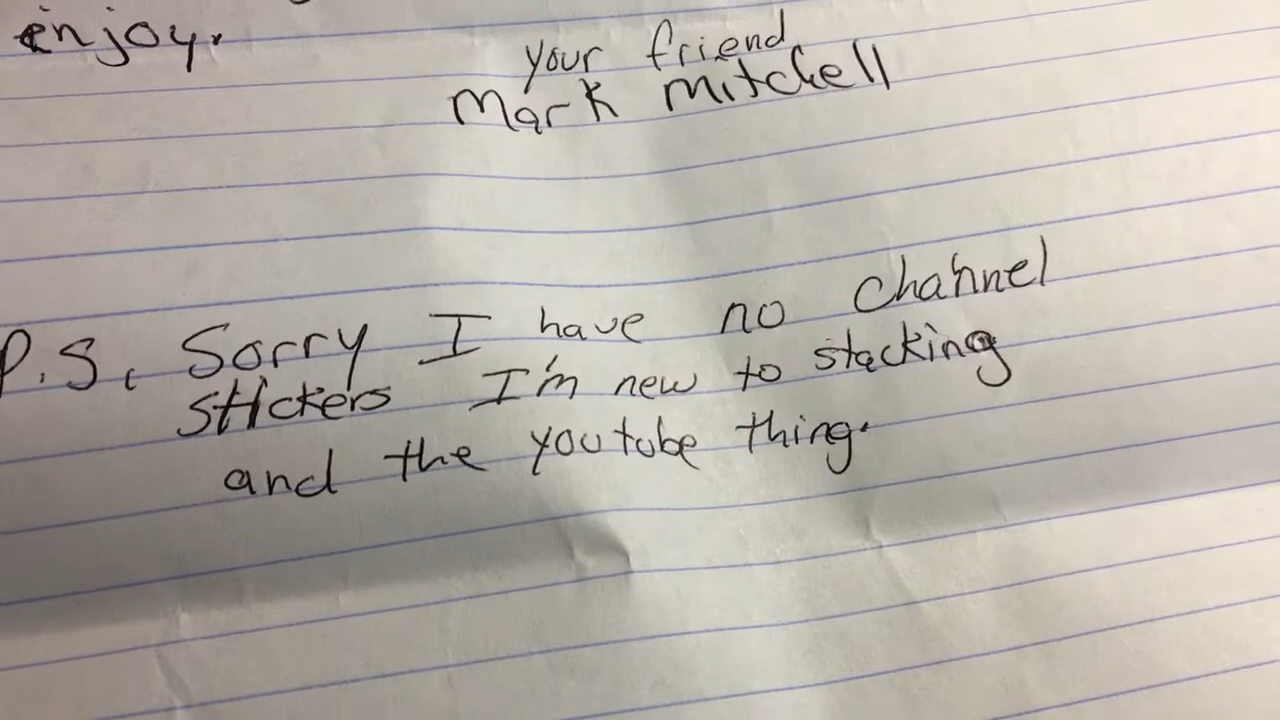 enjoy.
your friend
Mark Mitchell
P.S. Sorry I have no channel
stickers I'm new to stacking
and the youtube thing.